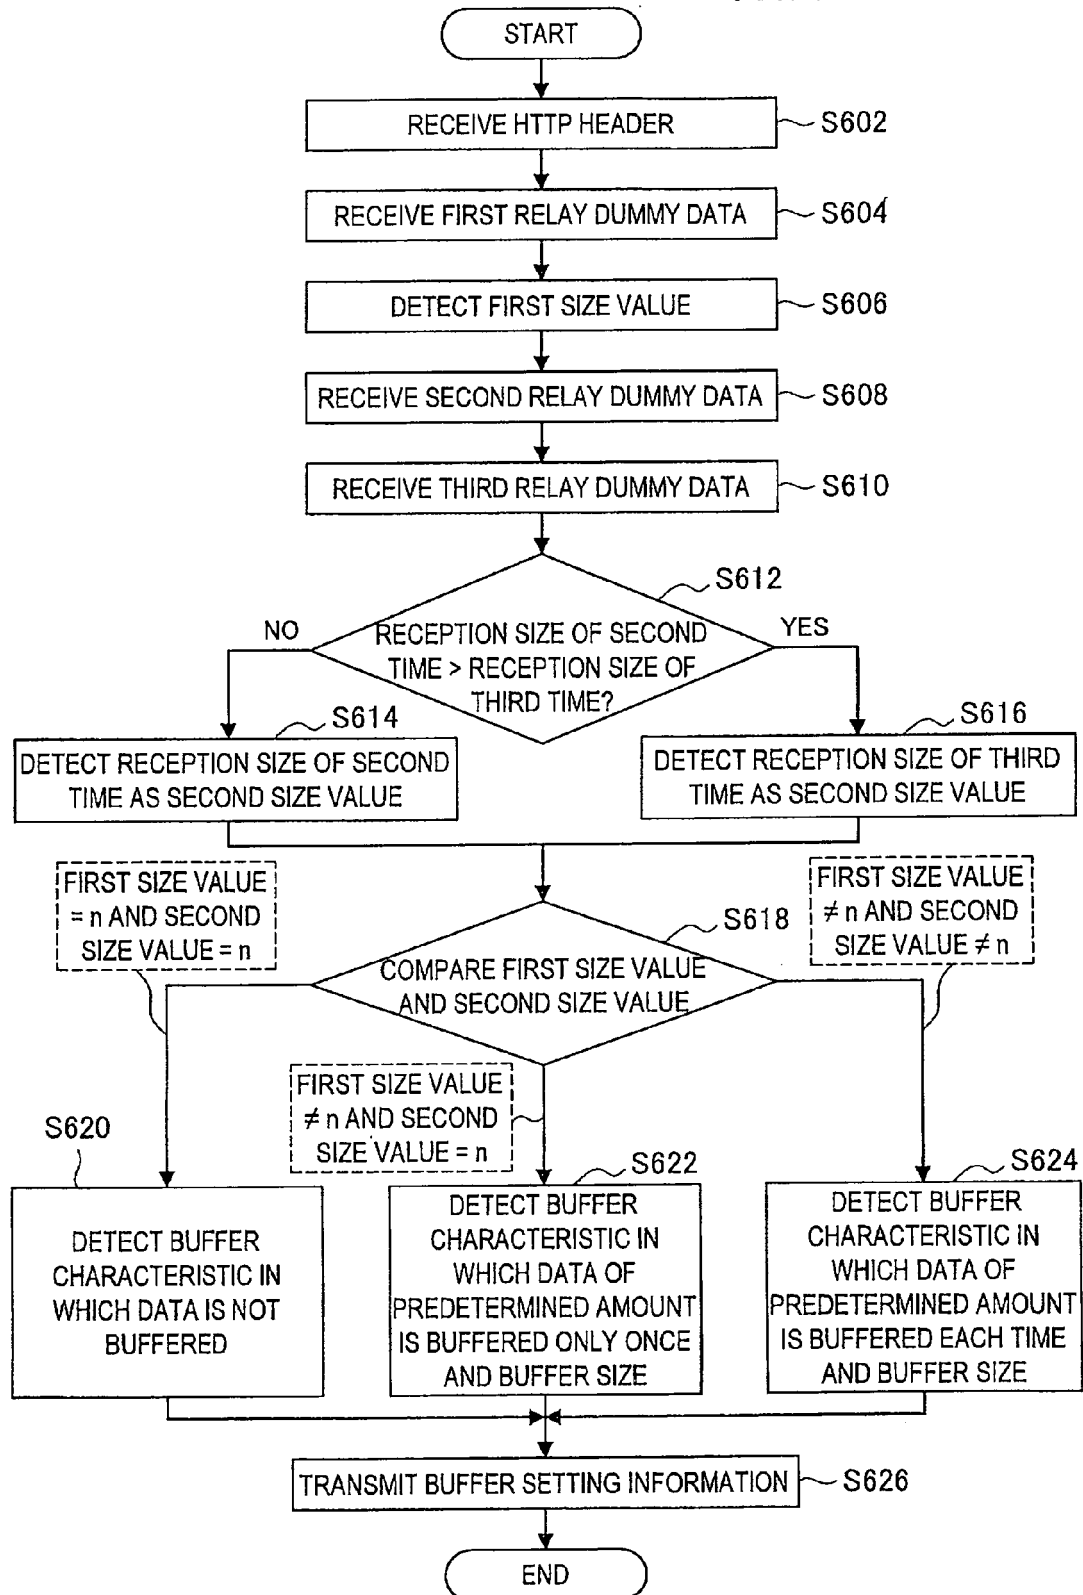 START
RECEIVE HTTP HEADER
S602
RECEIVE FIRST RELAY DUMMY DATA
S604
DETECT FIRST SIZE VALUE
S606
RECEIVE SECOND RELAY DUMMY DATA
S608
RECEIVE THIRD RELAY DUMMY DATA
S610
S612
NO
RECEPTION SIZE OF SECOND
TIME > RECEPTION SIZE OF
THIRD TIME?
YES
S614
DETECT RECEPTION SIZE OF SECOND
TIME AS SECOND SIZE VALUE
S616
DETECT RECEPTION SIZE OF THIRD
TIME AS SECOND SIZE VALUE
FIRST SIZE VALUE
= n AND SECOND
SIZE VALUE = n
S618
COMPARE FIRST SIZE VALUE
AND SECOND SIZE VALUE
FIRST SIZE VALUE
≠ n AND SECOND
SIZE VALUE ≠ n
FIRST SIZE VALUE
≠ n AND SECOND
SIZE VALUE = n
S620
DETECT BUFFER
CHARACTERISTIC IN
WHICH DATA IS NOT
BUFFERED
S622
DETECT BUFFER
CHARACTERISTIC IN
WHICH DATA OF
PREDETERMINED AMOUNT
IS BUFFERED ONLY ONCE
AND BUFFER SIZE
S624
DETECT BUFFER
CHARACTERISTIC IN
WHICH DATA OF
PREDETERMINED AMOUNT
IS BUFFERED EACH TIME
AND BUFFER SIZE
TRANSMIT BUFFER SETTING INFORMATION
S626
END